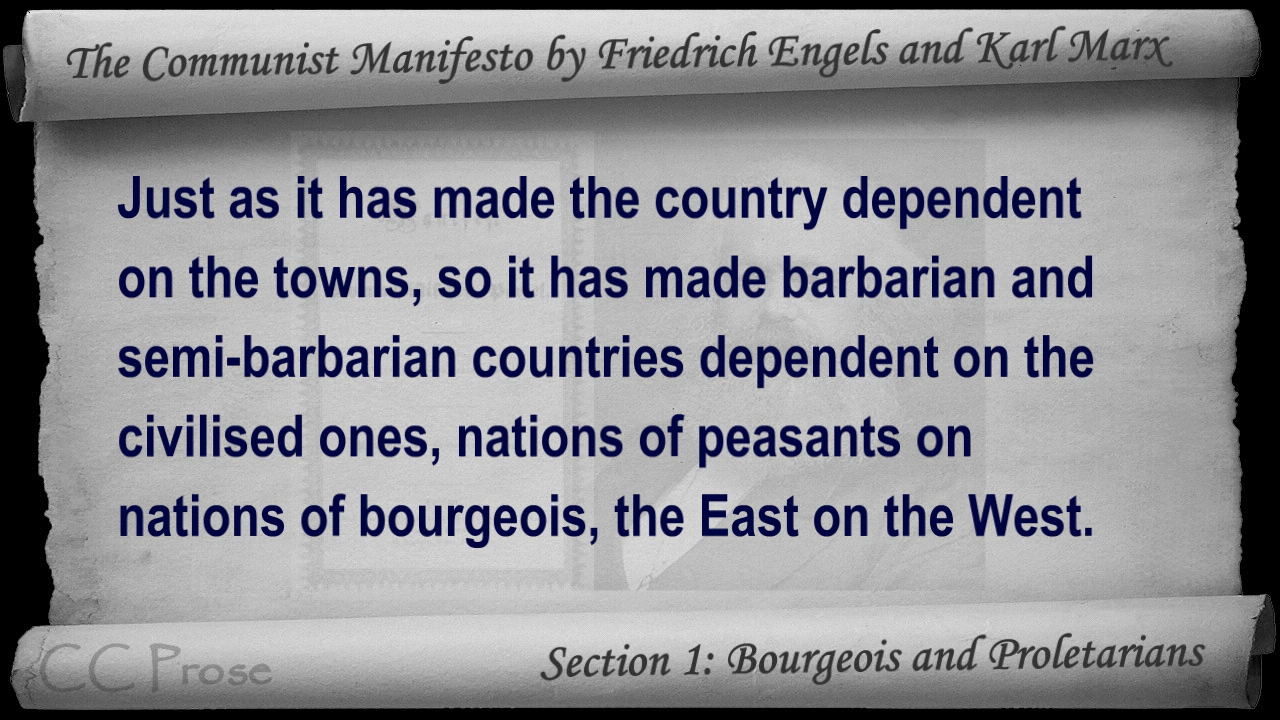 The Communist Manifesto by Friedrich Engels and Karl Marx
Just as it has made the country dependent
on the towns, so it has made barbarian and
semi-barbarian countries dependent on the
civilised ones, nations of peasants on
nations of bourgeois, the East on the West.
CC Prose
Section 1: Bourgeois and Proletarians